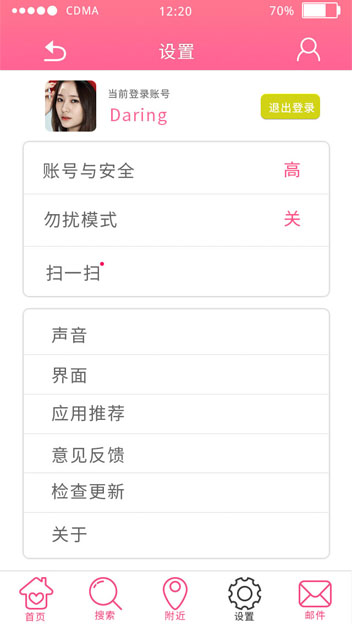 CDMA 12:20 70%
设置
当前登录账号
Daring
退出登录
账号与安全 高
勿扰模式 关
扫一扫
声音
界面
应用推荐
意见反馈
检查更新
关于
首页 搜索 附近 设置 邮件